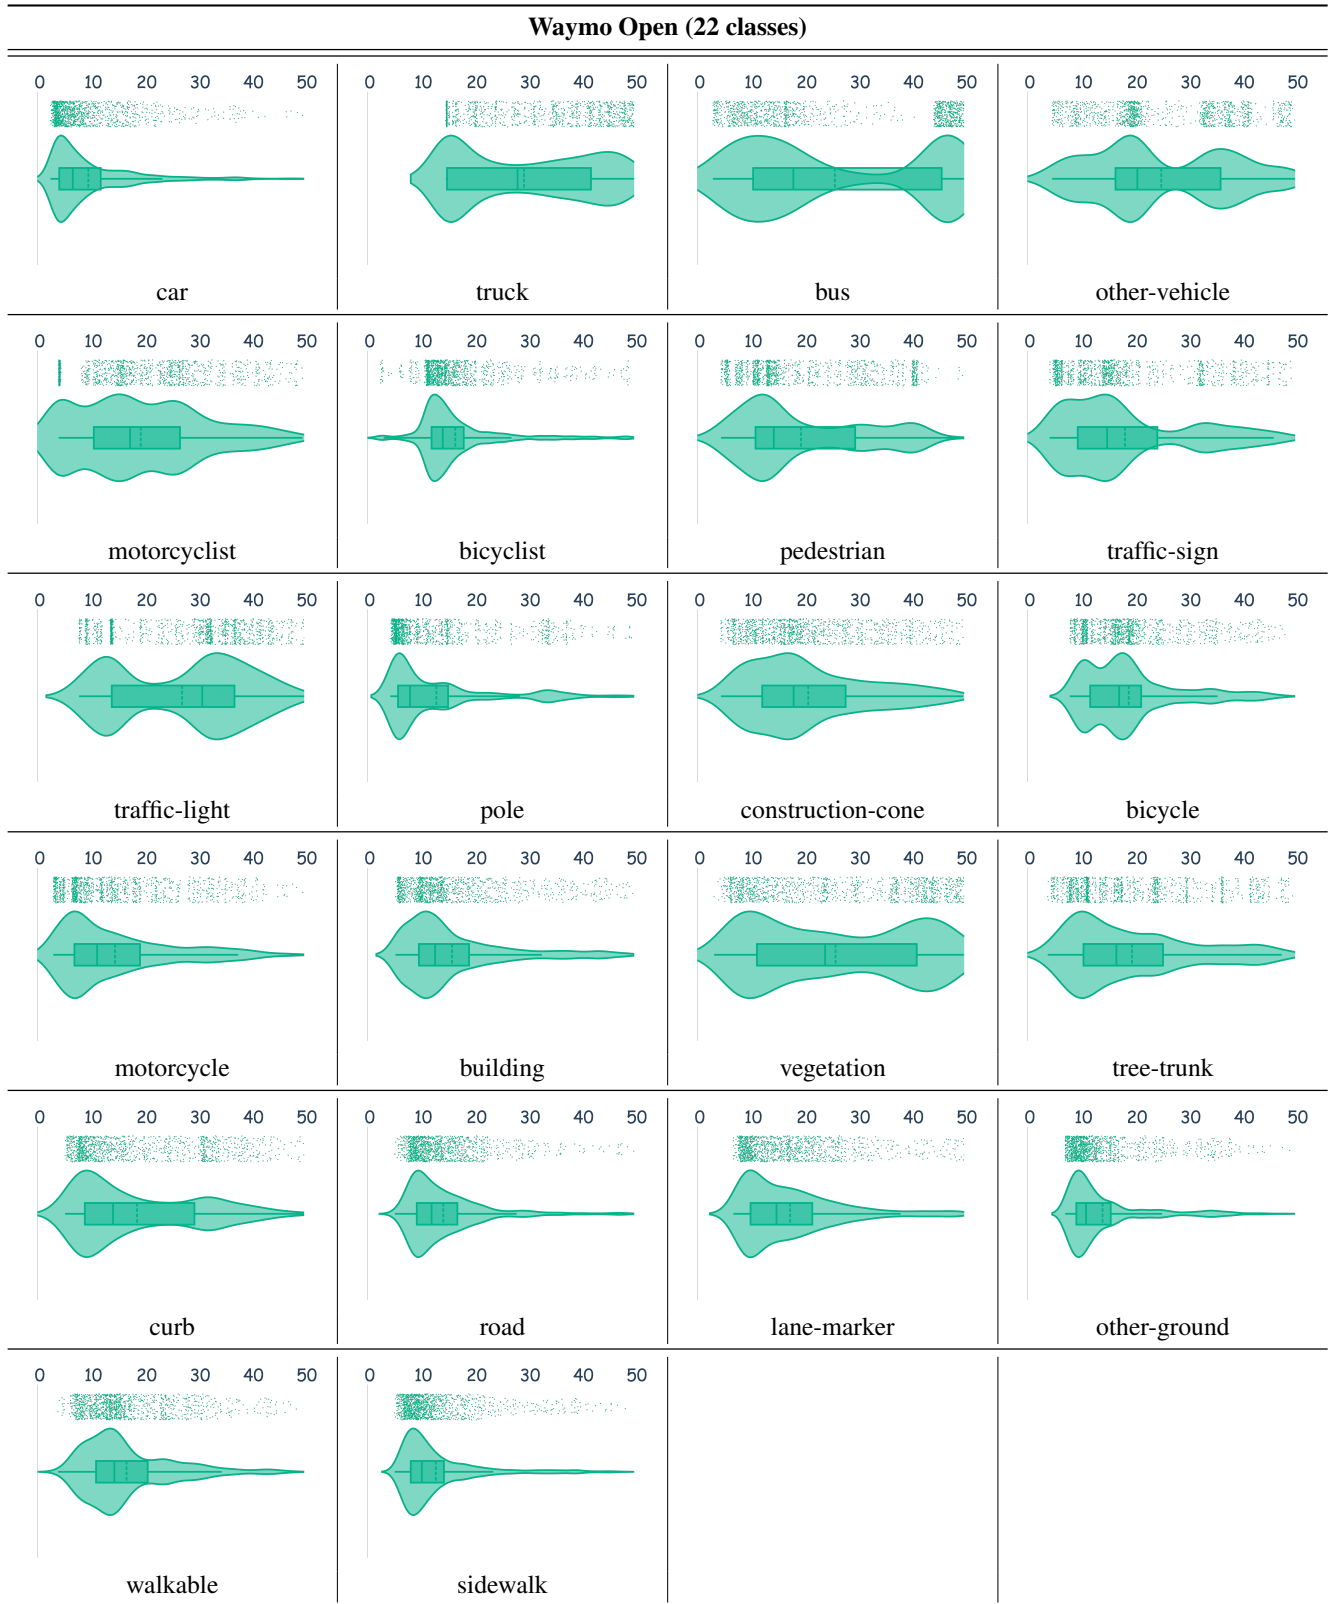 Waymo Open (22 classes)
0 10 20 30 40 50 0 10 20 30 40 50 0 10 20 30 40 50 0 10 20 30 40 50
car truck bus other-vehicle
0 10 20 30 40 50 0 10 20 30 40 50 0 10 20 30 40 50 0 10 20 30 40 50
motorcyclist bicyclist pedestrian traffic-sign
0 10 20 30 40 50 0 10 20 30 40 50 0 10 20 30 40 50 0 10 20 30 40 50
traffic-light pole construction-cone bicycle
0 10 20 30 40 50 0 10 20 30 40 50 0 10 20 30 40 50 0 10 20 30 40 50
motorcycle building vegetation tree-trunk
0 10 20 30 40 50 0 10 20 30 40 50 0 10 20 30 40 50 0 10 20 30 40 50
curb road lane-marker other-ground
0 10 20 30 40 50 0 10 20 30 40 50
walkable sidewalk